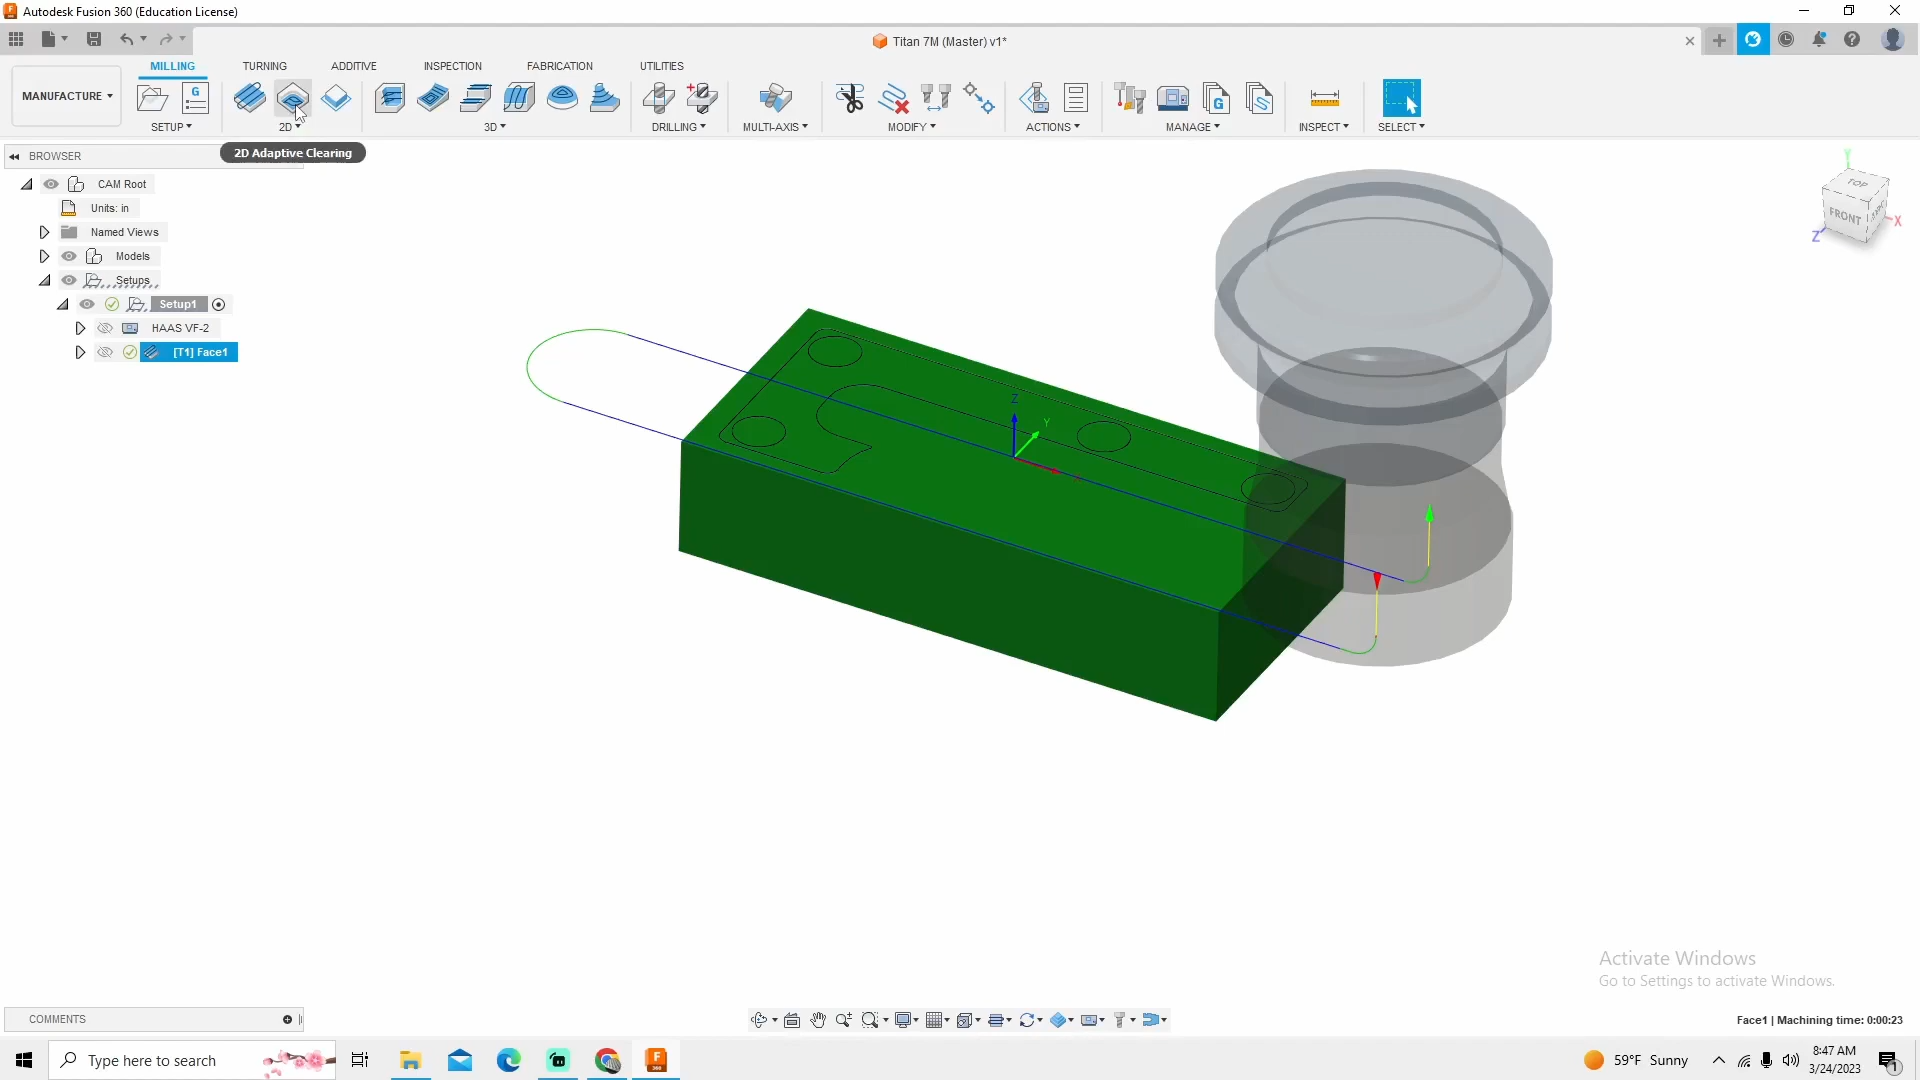 Autodesk Fusion 360 (Education License)
Titan 7M (Master) v1*
MILLING TURNING ADDITIVE INSPECTION FABRICATION UTILITIES
MANUFACTURE
SETUP 2D 3D DRILLING MULTI-AXIS MODIFY ACTIONS MANAGE INSPECT SELECT
BROWSER
2D Adaptive Clearing
CAM Root
Units: in
Named Views
Models
Setups
Setup1
HAAS VF-2
[T1] Face1
Y
TOP
FRONT
X
Z
Z
Y
Activate Windows
Go to Settings to activate Windows.
COMMENTS
Face1 | Machining time: 0:00:23
Type here to search
59°F Sunny
8:47 AM
3/24/2023
1